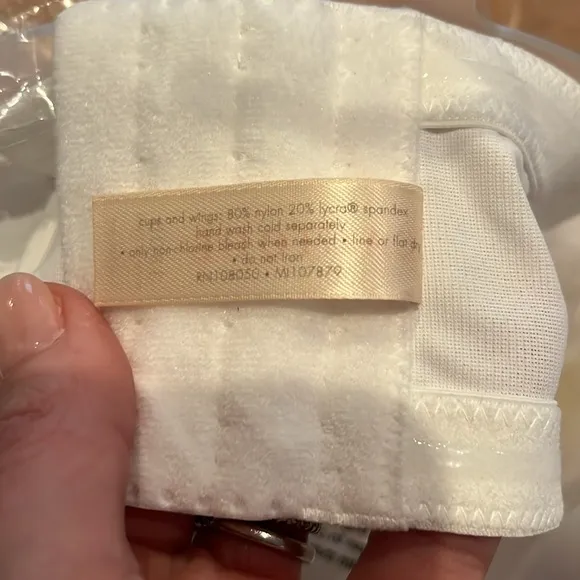 cups and wings: 80% nylon 20% lycra® spandex
hand wash cold separately
• only non-chlorine bleach when needed • line or flat dry
• do not iron
RN108050 • MJ107879